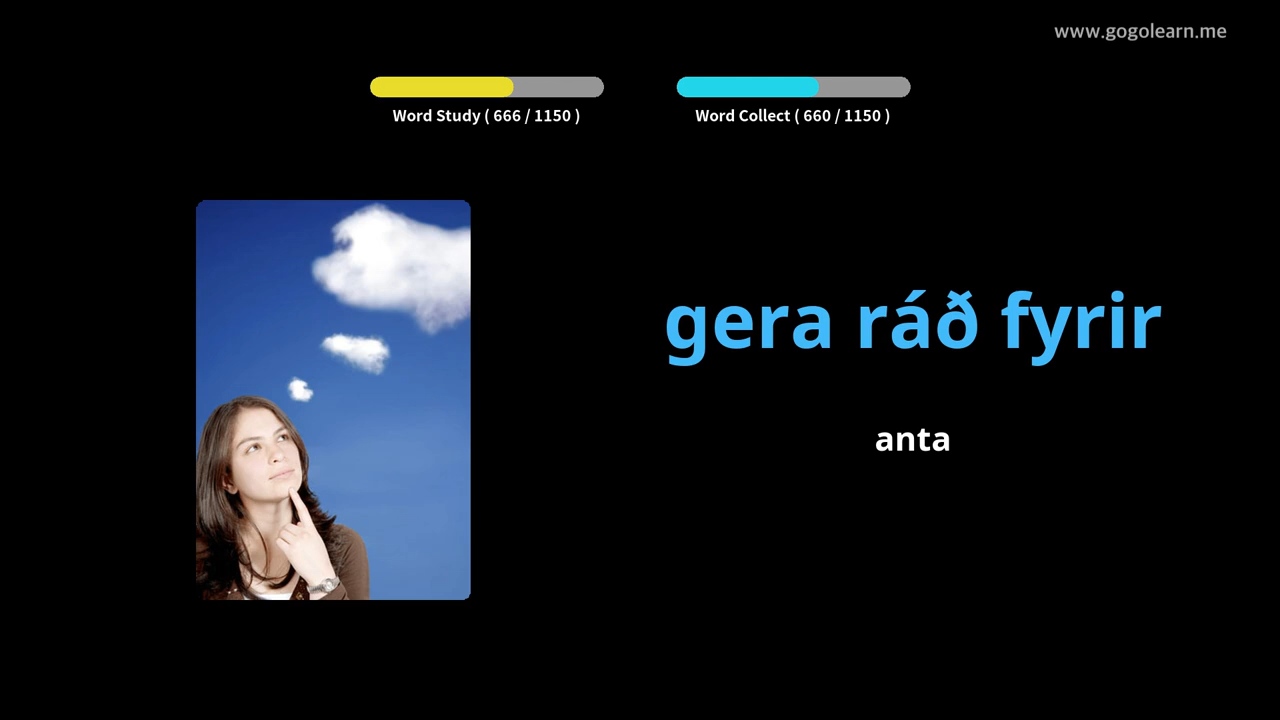 www.gogolearn.me
Word Study ( 666 / 1150 )
Word Collect ( 660 / 1150 )
gera ráð fyrir
anta